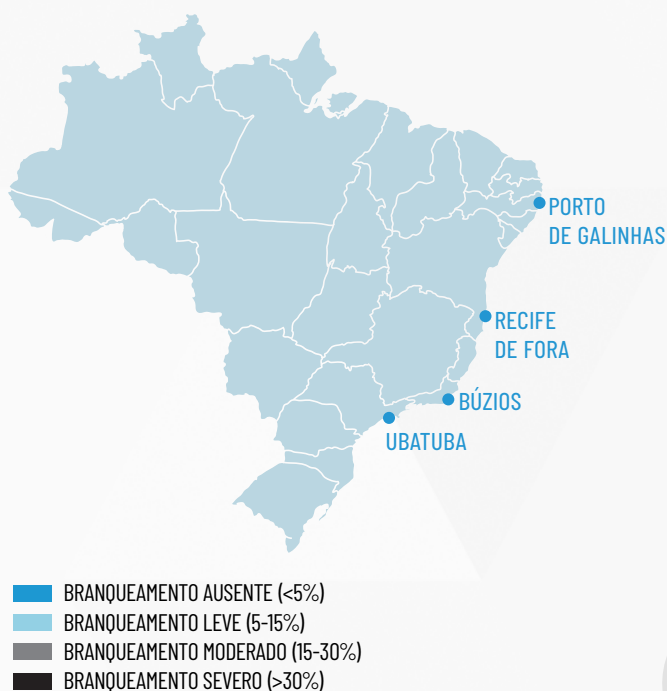 PORTO
DE GALINHAS
RECIFE
DE FORA
BÚZIOS
UBATUBA
BRANQUEAMENTO AUSENTE (<5%)
BRANQUEAMENTO LEVE (5-15%)
BRANQUEAMENTO MODERADO (15-30%)
BRANQUEAMENTO SEVERO (>30%)